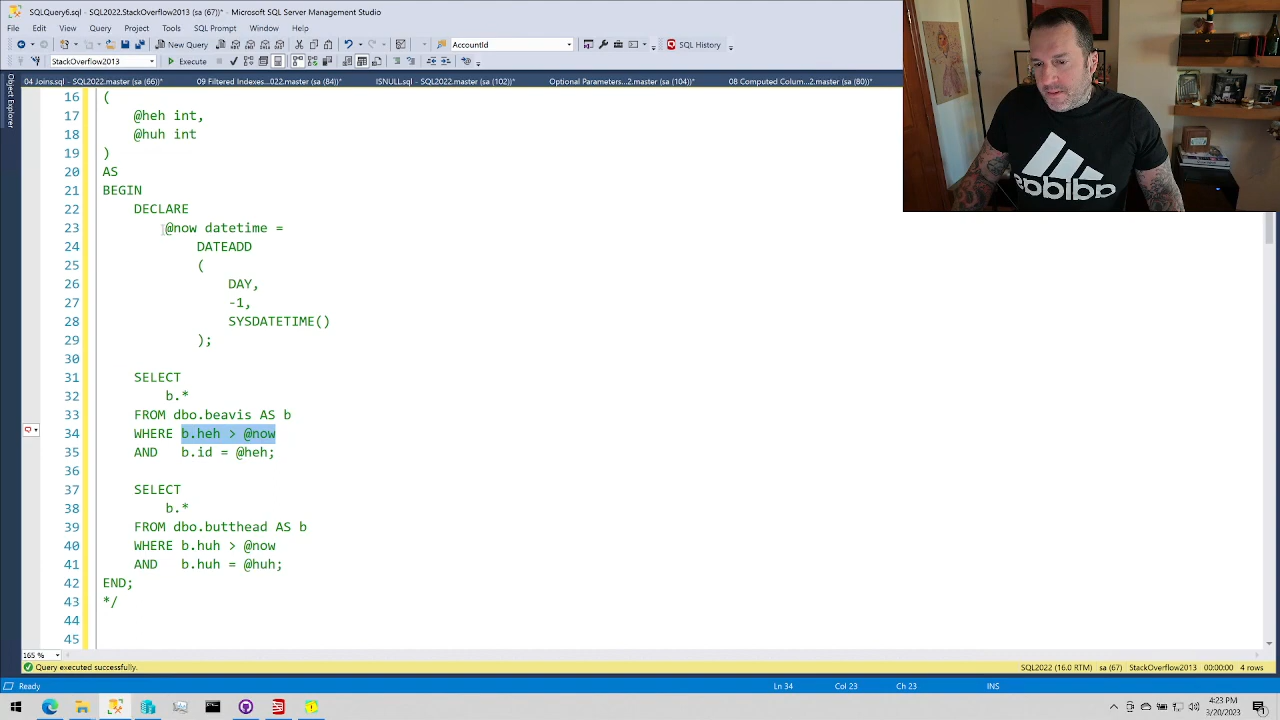 SQLQuery6.sql - SQL2022.StackOverflow2013 (sa (67))* - Microsoft SQL Server Management Studio
File Edit View Query Project Tools SQL Prompt Window Help
New Query AccountId SQL History
StackOverflow2013 Execute
04 Joins.sql - SQL2022.master (sa (66))* 09 Filtered Indexes...022.master (sa (84))* ISNULL.sql - SQL2022.master (sa (102))* Optional Parameters...2.master (sa (104))* 08 Computed Colum...2.master (sa (80))*
Object Explorer
16 (
17 @heh int,
18 @huh int
19 )
20 AS
21 BEGIN
22 DECLARE
23 @now datetime =
24 DATEADD
25 (
26 DAY,
27 -1,
28 SYSDATETIME()
29 );
30
31 SELECT
32 b.*
33 FROM dbo.beavis AS b
34 WHERE b.heh > @now
35 AND b.id = @heh;
36
37 SELECT
38 b.*
39 FROM dbo.butthead AS b
40 WHERE b.huh > @now
41 AND b.huh = @huh;
42 END;
43 */
44
45
165 %
Query executed successfully. SQL2022 (16.0 RTM) sa (67) StackOverflow2013 00:00:00 4 rows
Ready Ln 34 Col 23 Ch 23 INS
4:23 PM
3/20/2023
adidas